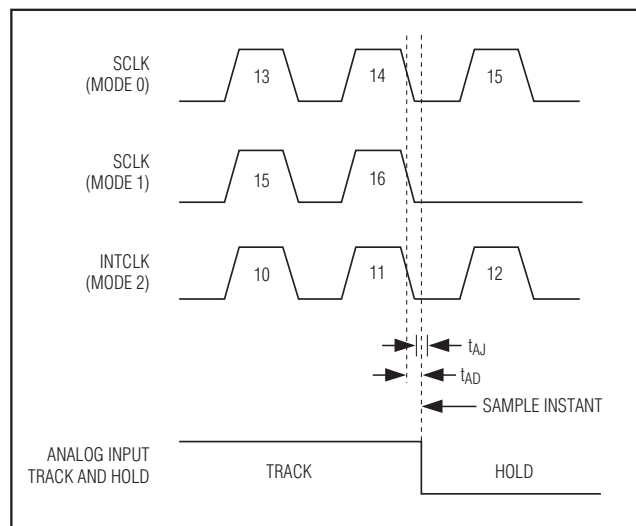 SCLK
(MODE 0)
13
14
15
SCLK
(MODE 1)
15
16
INTCLK
(MODE 2)
10
11
12
tAJ
tAD
SAMPLE INSTANT
ANALOG INPUT
TRACK AND HOLD
TRACK
HOLD